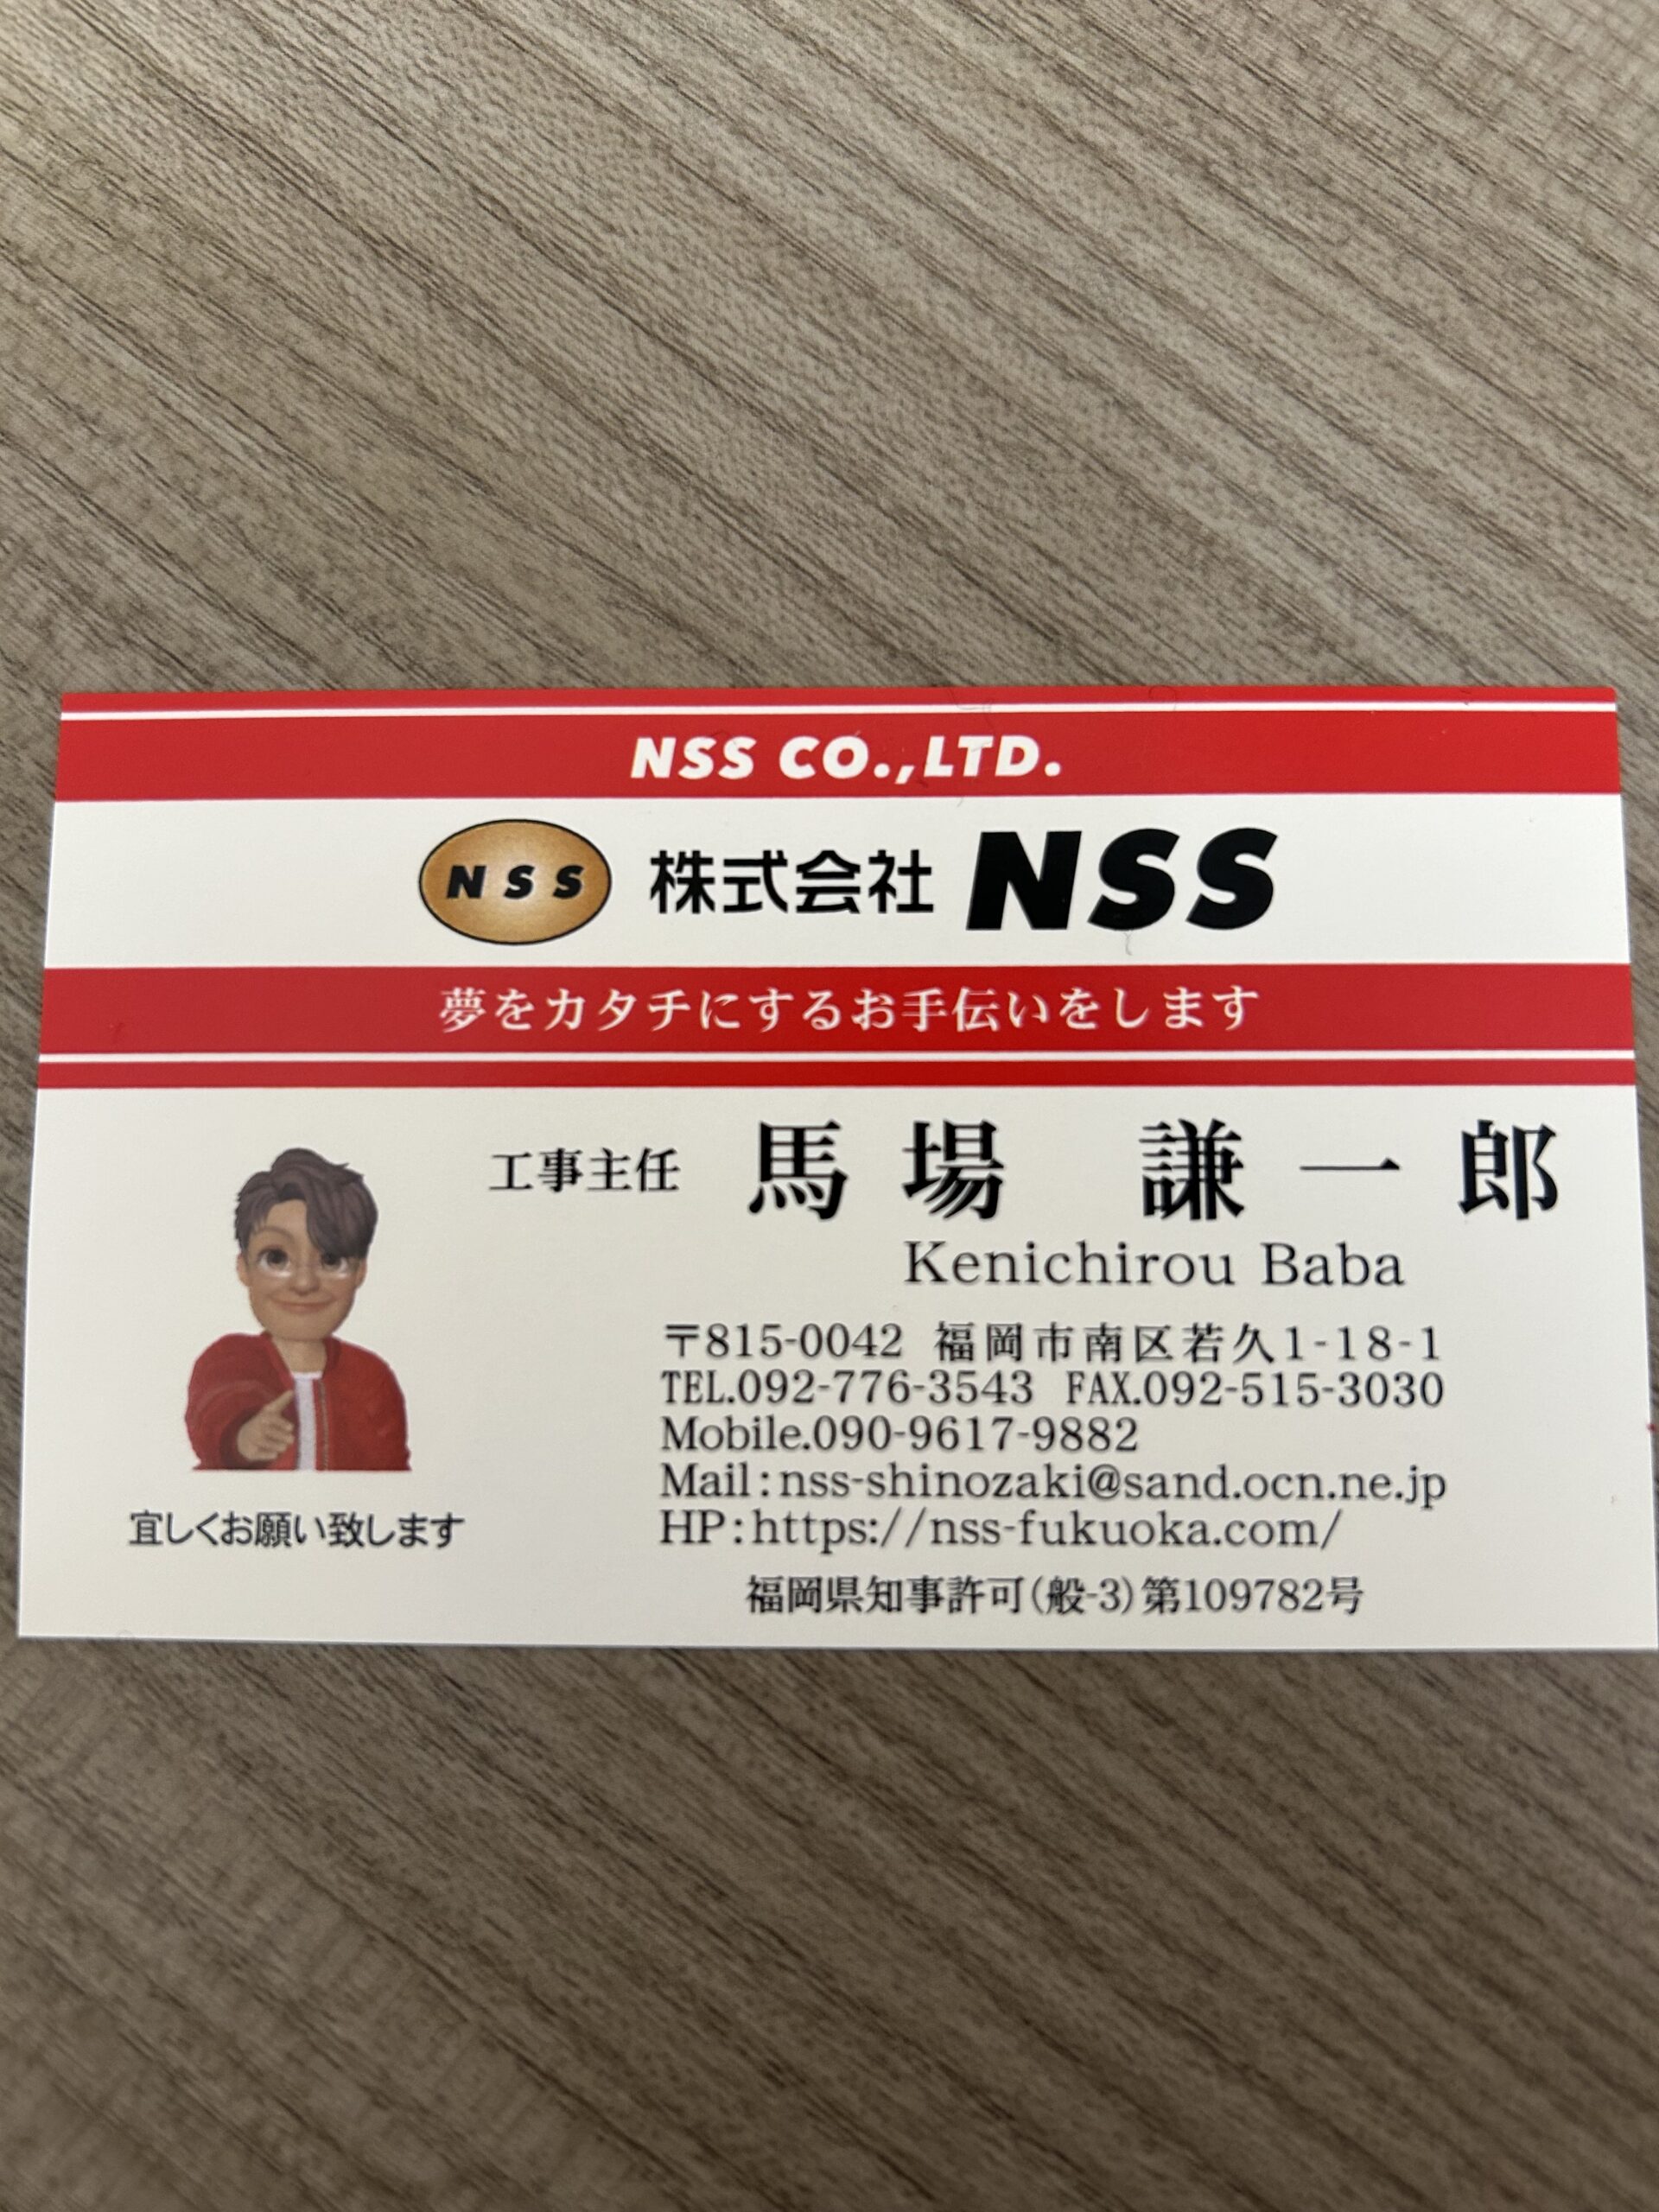 NSS CO.,LTD.
NSS 株式会社 NSS
夢をカタチにするお手伝いをします
工事主任 馬場 謙一郎
Kenichirou Baba
〒815-0042 福岡市南区若久1-18-1
TEL.092-776-3543 FAX.092-515-3030
Mobile.090-9617-9882
Mail:nss-shinozaki@sand.ocn.ne.jp
HP:https://nss-fukuoka.com/
宜しくお願い致します
福岡県知事許可(般-3)第109782号